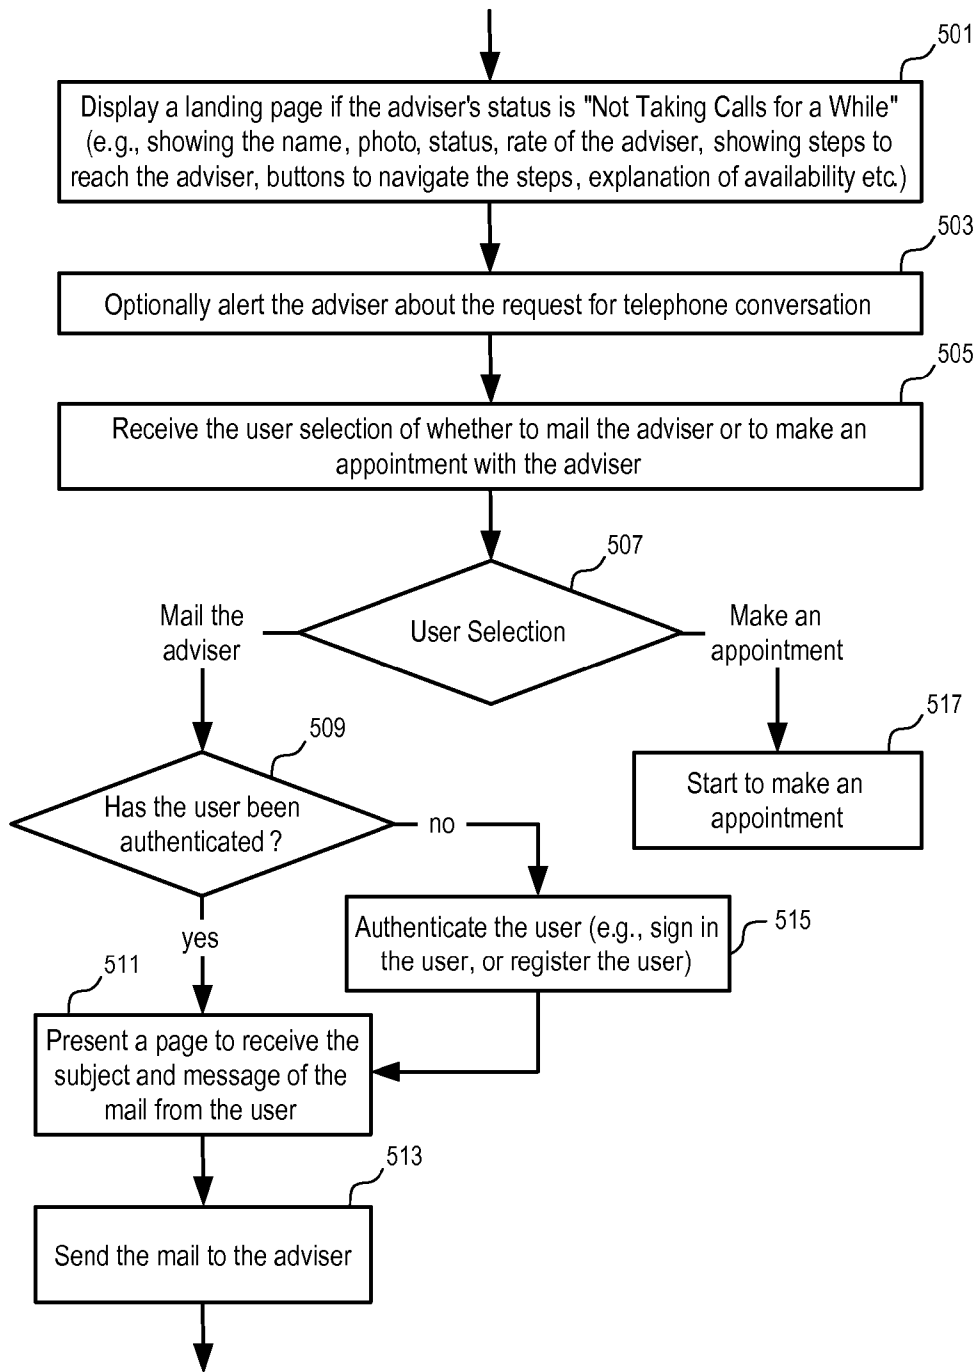 501
Display a landing page if the adviser's status is "Not Taking Calls for a While"
(e.g., showing the name, photo, status, rate of the adviser, showing steps to
reach the adviser, buttons to navigate the steps, explanation of availability etc.)
503
Optionally alert the adviser about the request for telephone conversation
505
Receive the user selection of whether to mail the adviser or to make an
appointment with the adviser
507
User Selection
Mail the
adviser
Make an
appointment
517
Start to make an
appointment
509
Has the user been
authenticated ?
no
yes
515
Authenticate the user (e.g., sign in
the user, or register the user)
511
Present a page to receive the
subject and message of the
mail from the user
513
Send the mail to the adviser